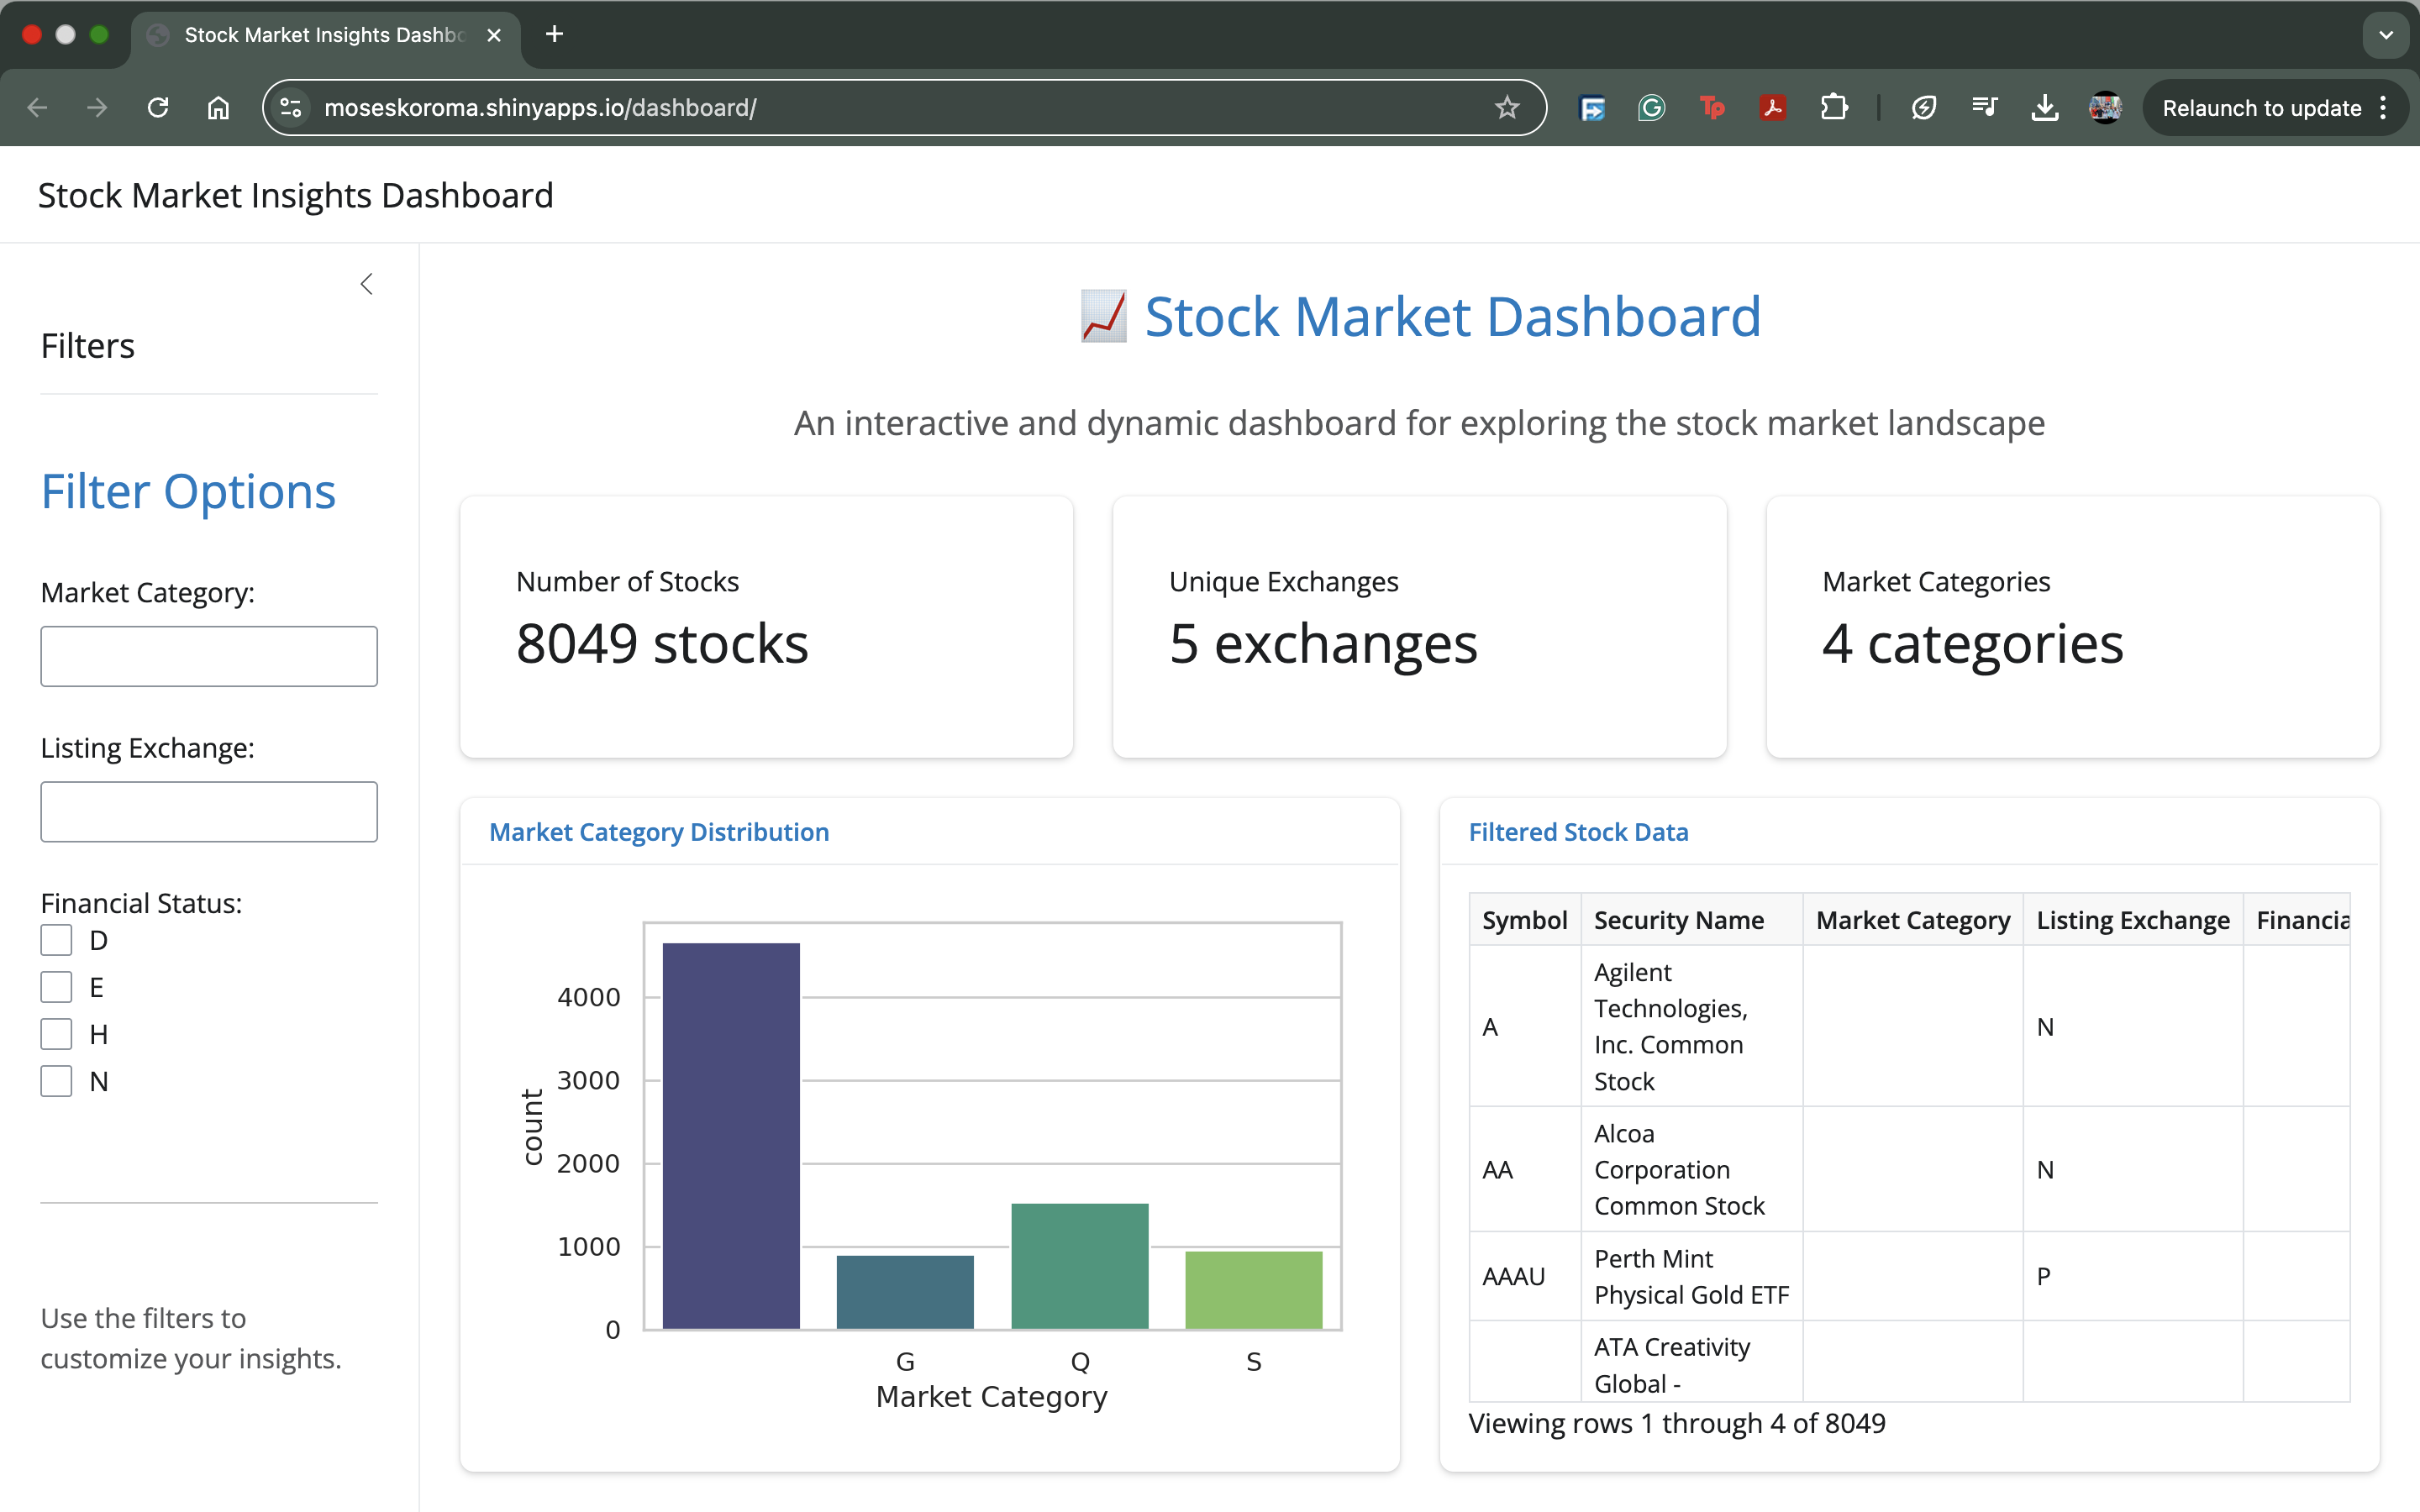 Stock Market Insights Dashbo
moseskoroma.shinyapps.io/dashboard/
Tp
Relaunch to update
Stock Market Insights Dashboard
Filters
Filter Options
Market Category:
Listing Exchange:
Financial Status:
D
E
H
N
Use the filters to
customize your insights.
Stock Market Dashboard
An interactive and dynamic dashboard for exploring the stock market landscape
Number of Stocks
8049 stocks
Unique Exchanges
5 exchanges
Market Categories
4 categories
Market Category Distribution
4000
3000
2000
1000
0
count
G Q S
Market Category
Filtered Stock Data
Symbol Security Name Market Category Listing Exchange Financia
A Agilent Technologies, Inc. Common Stock N
AA Alcoa Corporation Common Stock N
AAAU Perth Mint Physical Gold ETF P
ATA Creativity Global -
Viewing rows 1 through 4 of 8049